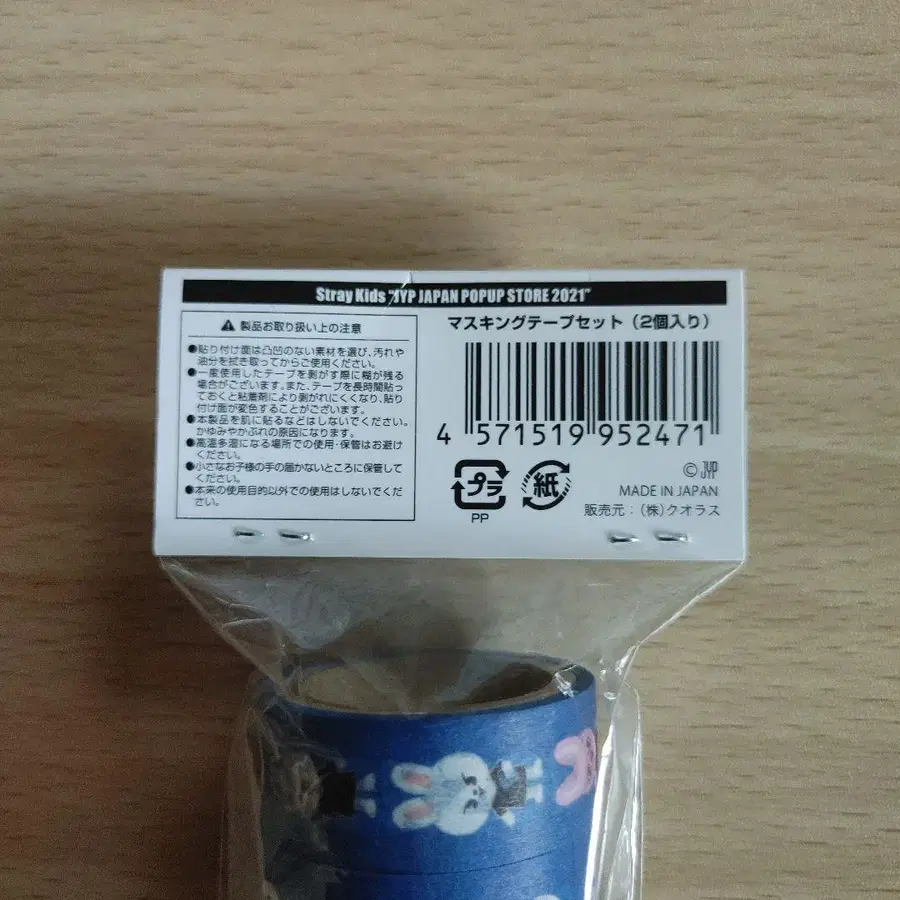 Stray Kids "JYP JAPAN POPUP STORE 2021"
⚠ 製品お取り扱い上の注意
●貼り付け面は凸凹のない素材を選び、汚れや
油分を拭き取ってからご使用ください。
●一度使用したテープを剥がす際に糊が残る
場合がございます。また、テープを長時間貼っ
ておくと粘着剤により剥がれにくくなり、貼り
付け面が変色することがございます。
●本製品を肌に貼るなどはしないでください。
かゆみやかぶれの原因になります。
●高温多湿になる場所での使用・保管はお避け
ください。
●小さなお子様の手の届かないところに保管して
ください。
●本来の使用目的以外での使用はしないでくだ
さい。
マスキングテープセット（2個入り）
4 571519 952471
プラ
PP
紙
© JYP
MADE IN JAPAN
販売元：（株）クオラス